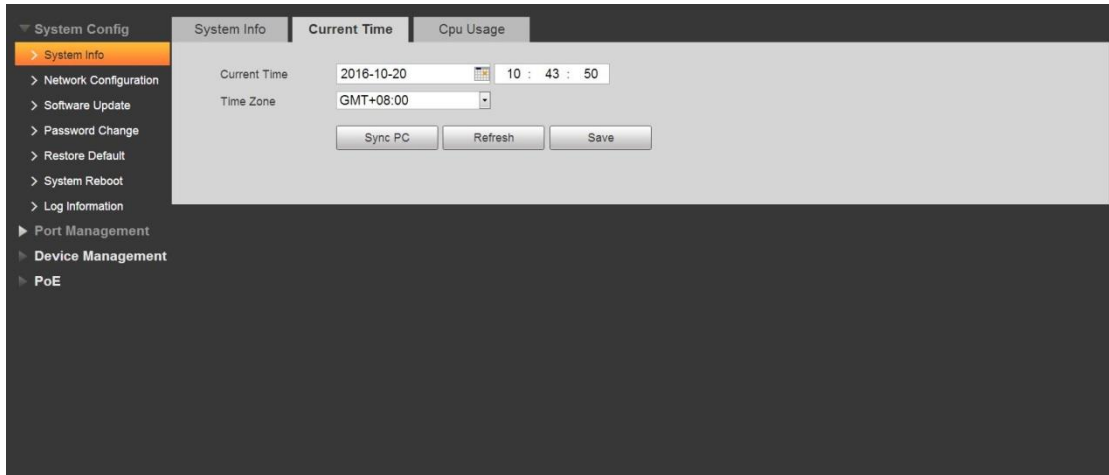 System Config
System Info
Network Configuration
Software Update
Password Change
Restore Default
System Reboot
Log Information
Port Management
Device Management
PoE
System Info Current Time Cpu Usage
Current Time 2016-10-20 10 : 43 : 50
Time Zone GMT+08:00
Sync PC Refresh Save